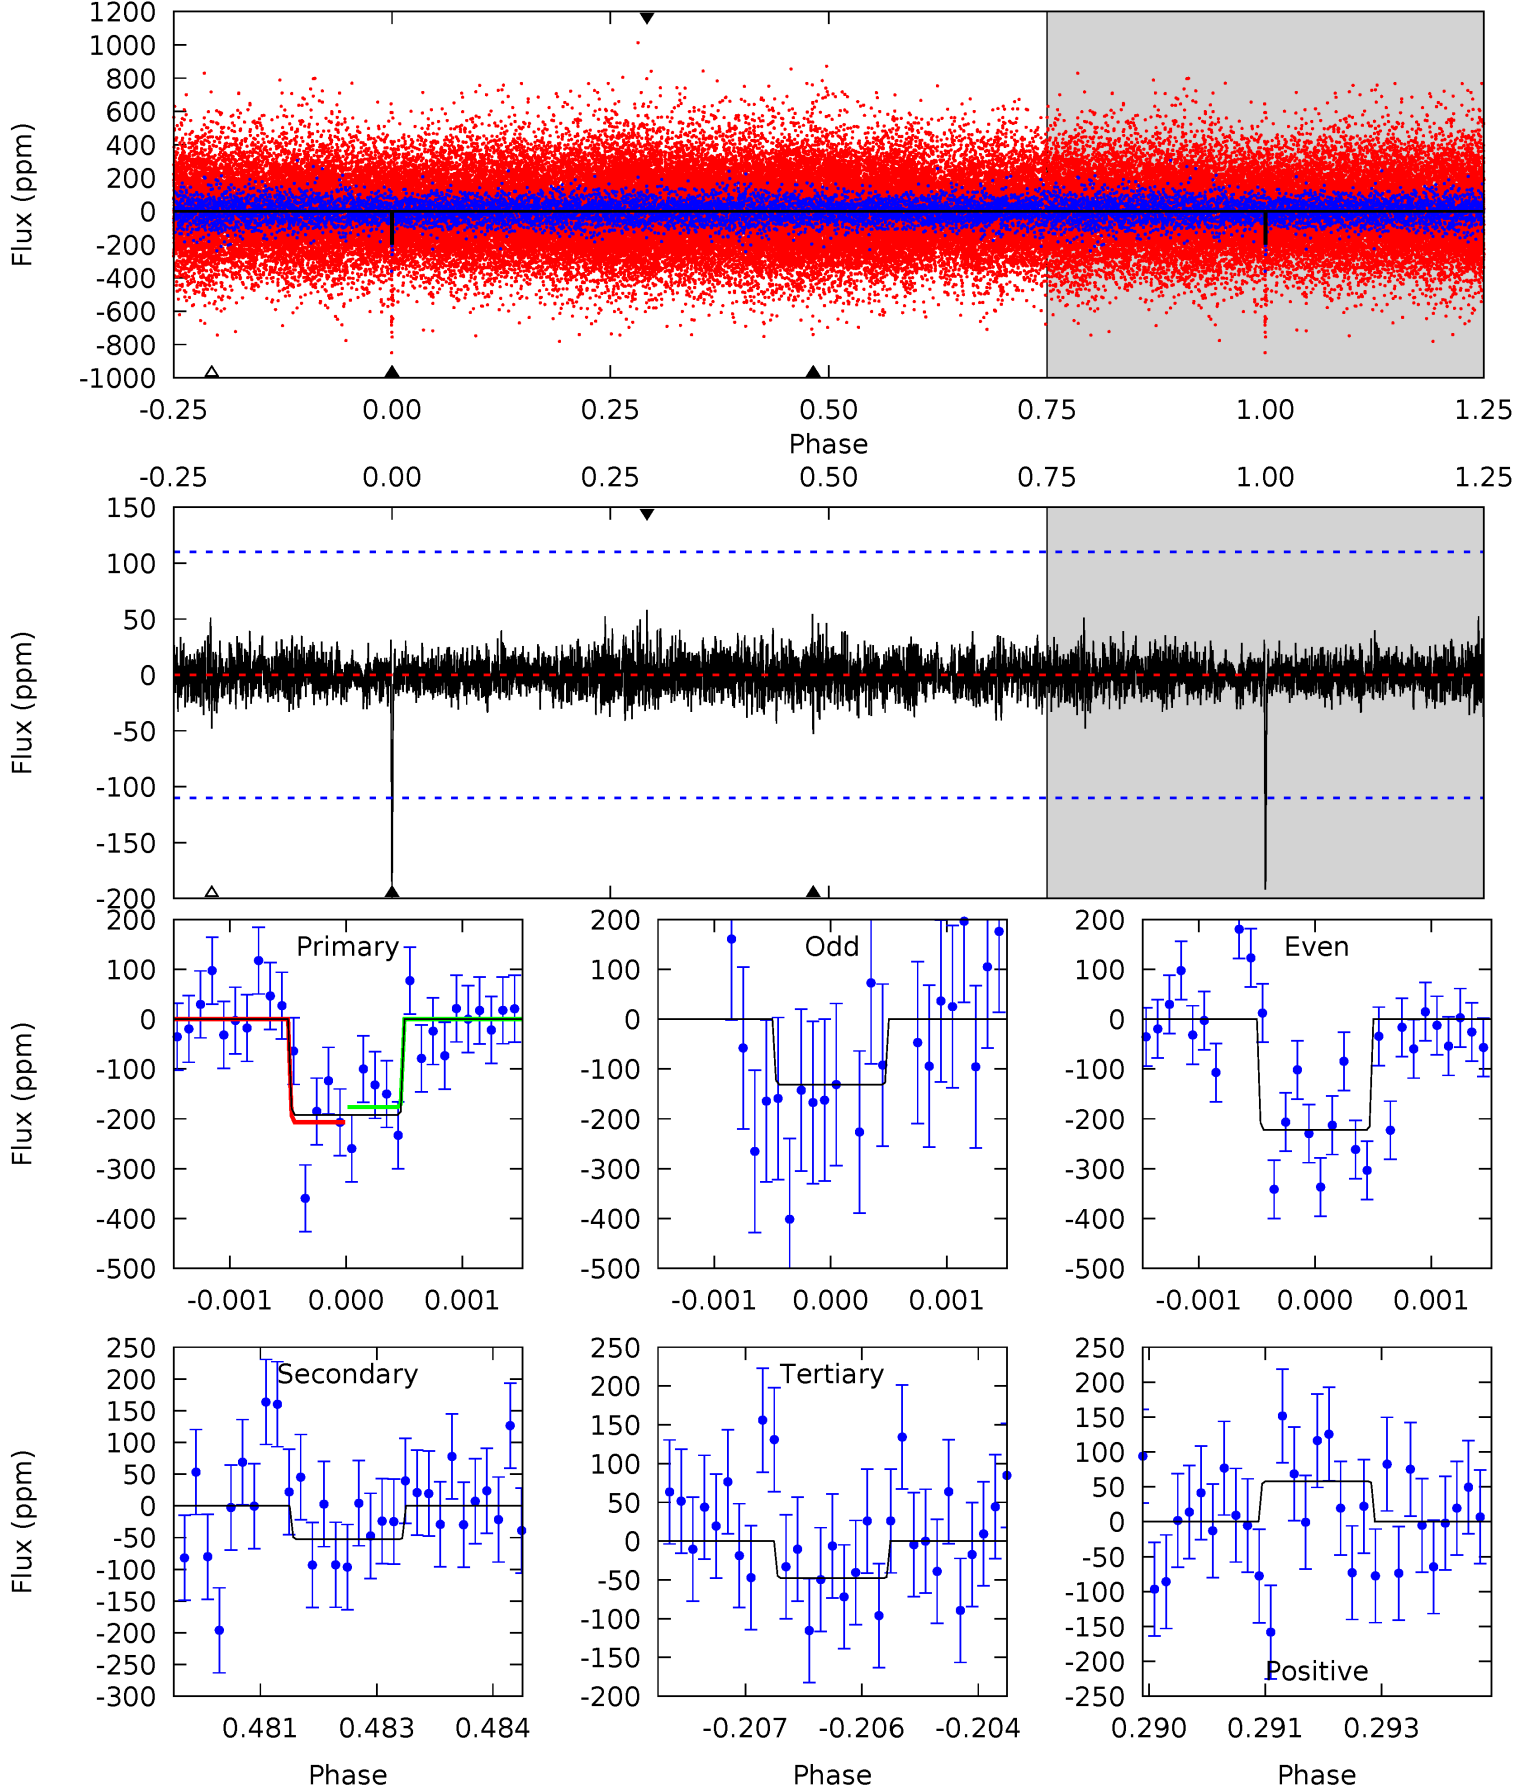 1200
1000
800
600
400
200
0
-200
-400
-600
-800
-1000
Flux (ppm)
-0.25 0.00 0.25 0.50 0.75 1.00 1.25
Phase
-0.25 0.00 0.25 0.50 0.75 1.00 1.25
150
100
50
0
-50
-100
-150
-200
Flux (ppm)
Primary Odd Even
200 200 200
100 100 100
0 0 0
-100 -100 -100
-200 -200 -200
-300 -300 -300
-400 -400 -400
-500 -500 -500
Flux (ppm)
-0.001 0.000 0.001 -0.001 0.000 0.001 -0.001 0.000 0.001
Secondary Tertiary Positive
250 250 250
200 200 200
150 150 150
100 100 100
50 50 50
0 0 0
-50 -50 -50
-100 -100 -100
-150 -150 -150
-200 -200 -200
-250 -250
-300
Flux (ppm)
0.481 0.483 0.484 -0.207 -0.206 -0.204 0.290 0.291 0.293
Phase Phase Phase